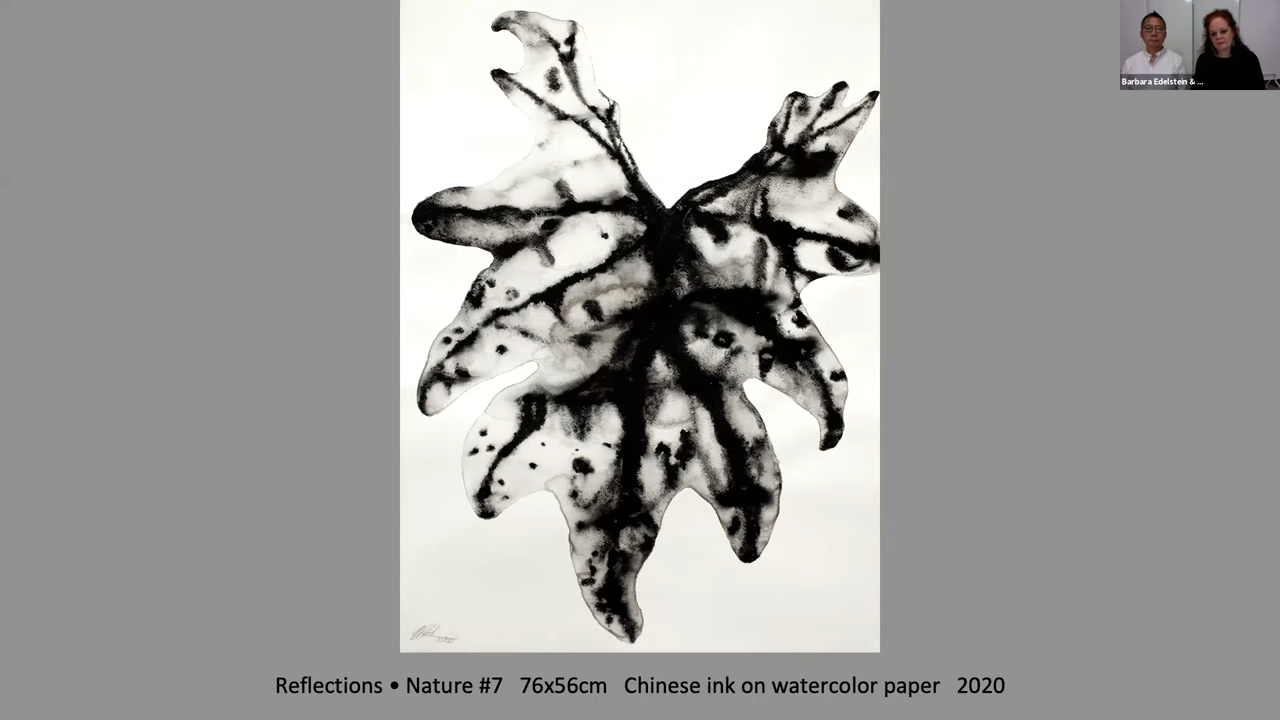 Barbara Edelstein & ...
Reflections • Nature #7 76x56cm Chinese ink on watercolor paper 2020